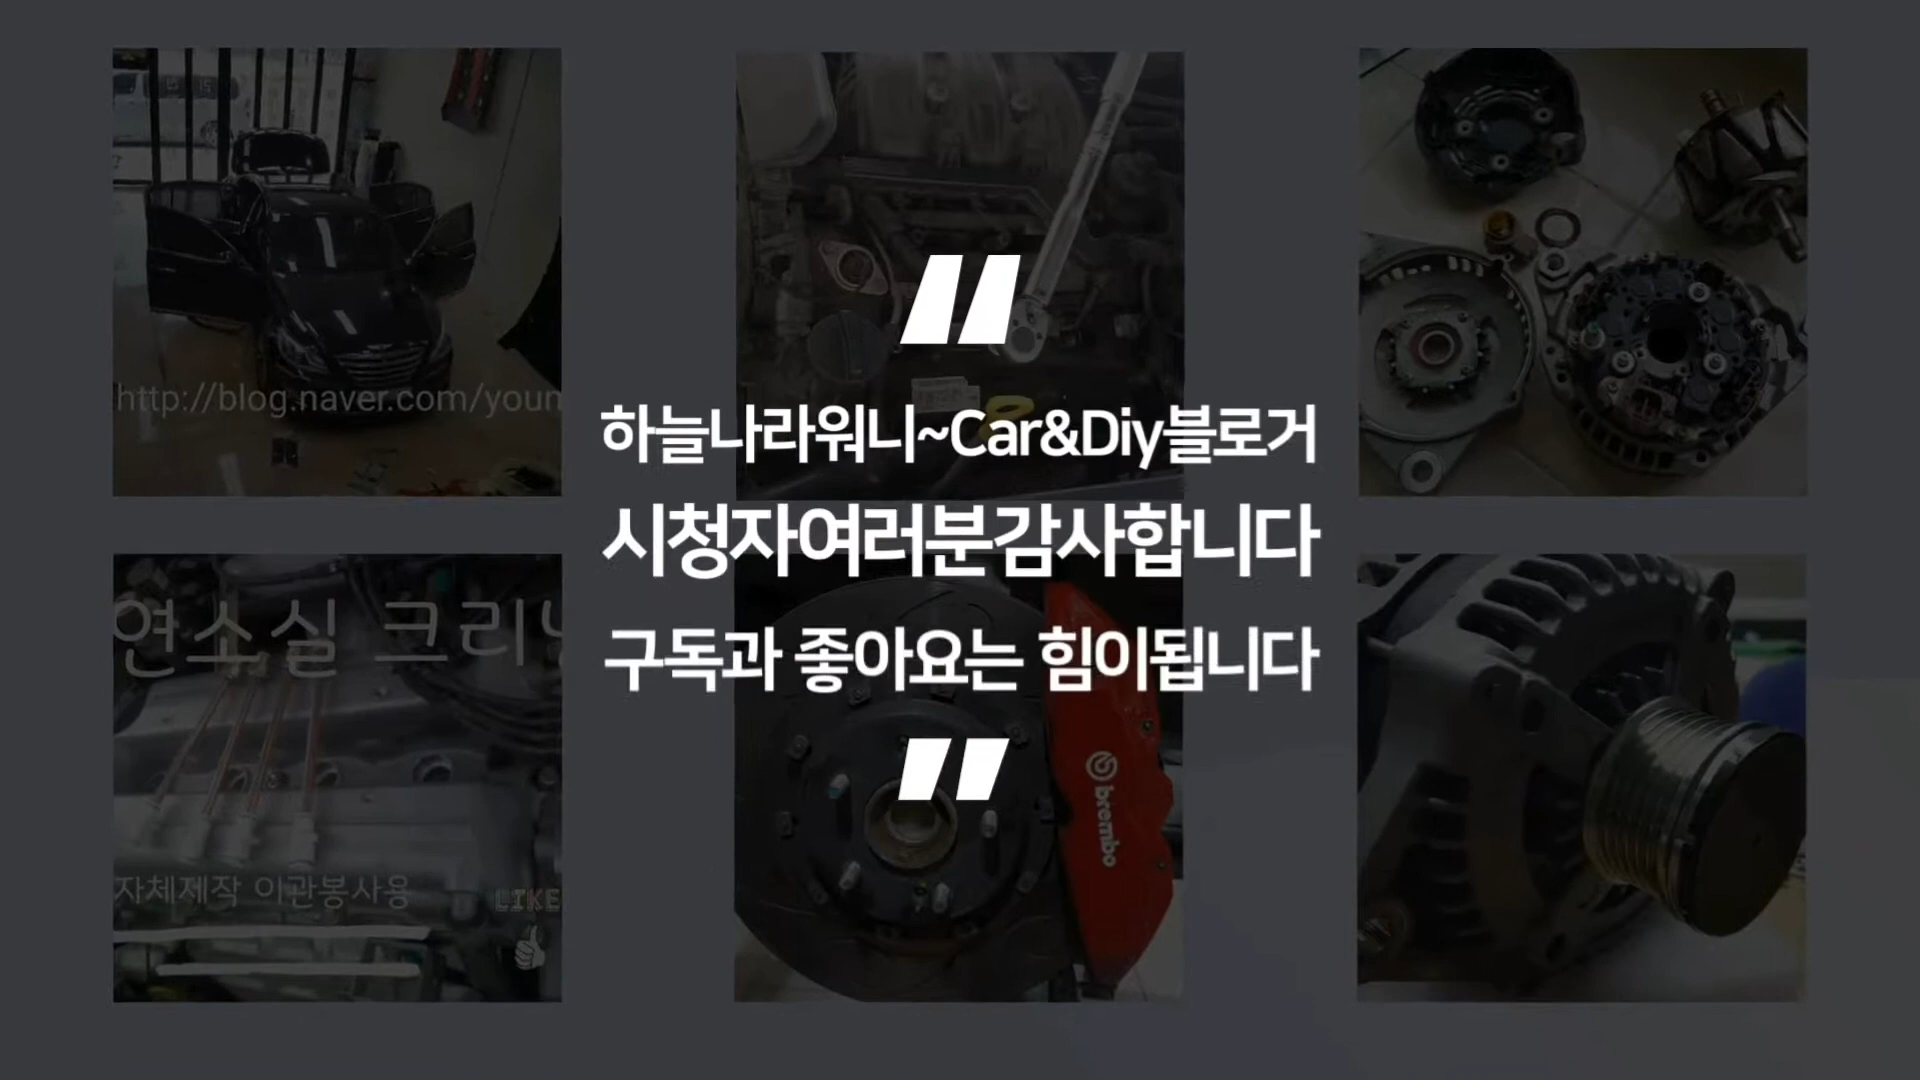 http://blog.naver.com/youn
"
하늘나라워니~Car&Diy블로거
시청자여러분감사합니다
구독과 좋아요는 힘이됩니다
"
연소실 크리
자체제작 이관봉사용
LIKE
brembo